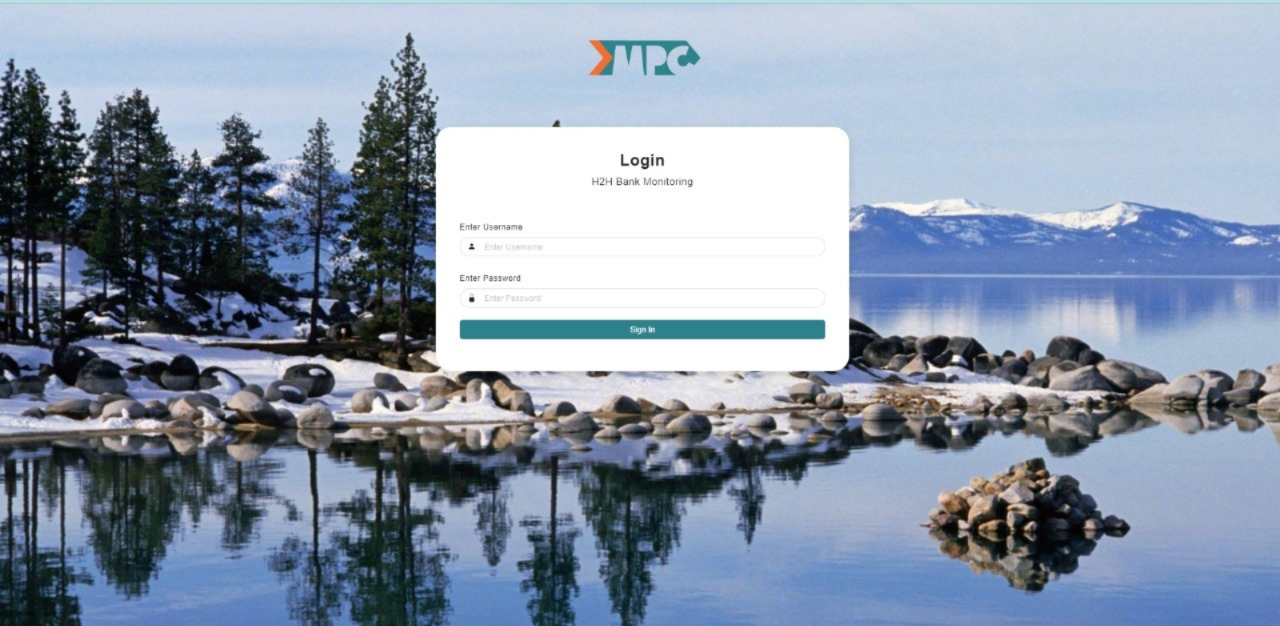 MPC
Login
H2H Bank Monitoring
Enter Username
Enter Username
Enter Password
Enter Password
Sign In